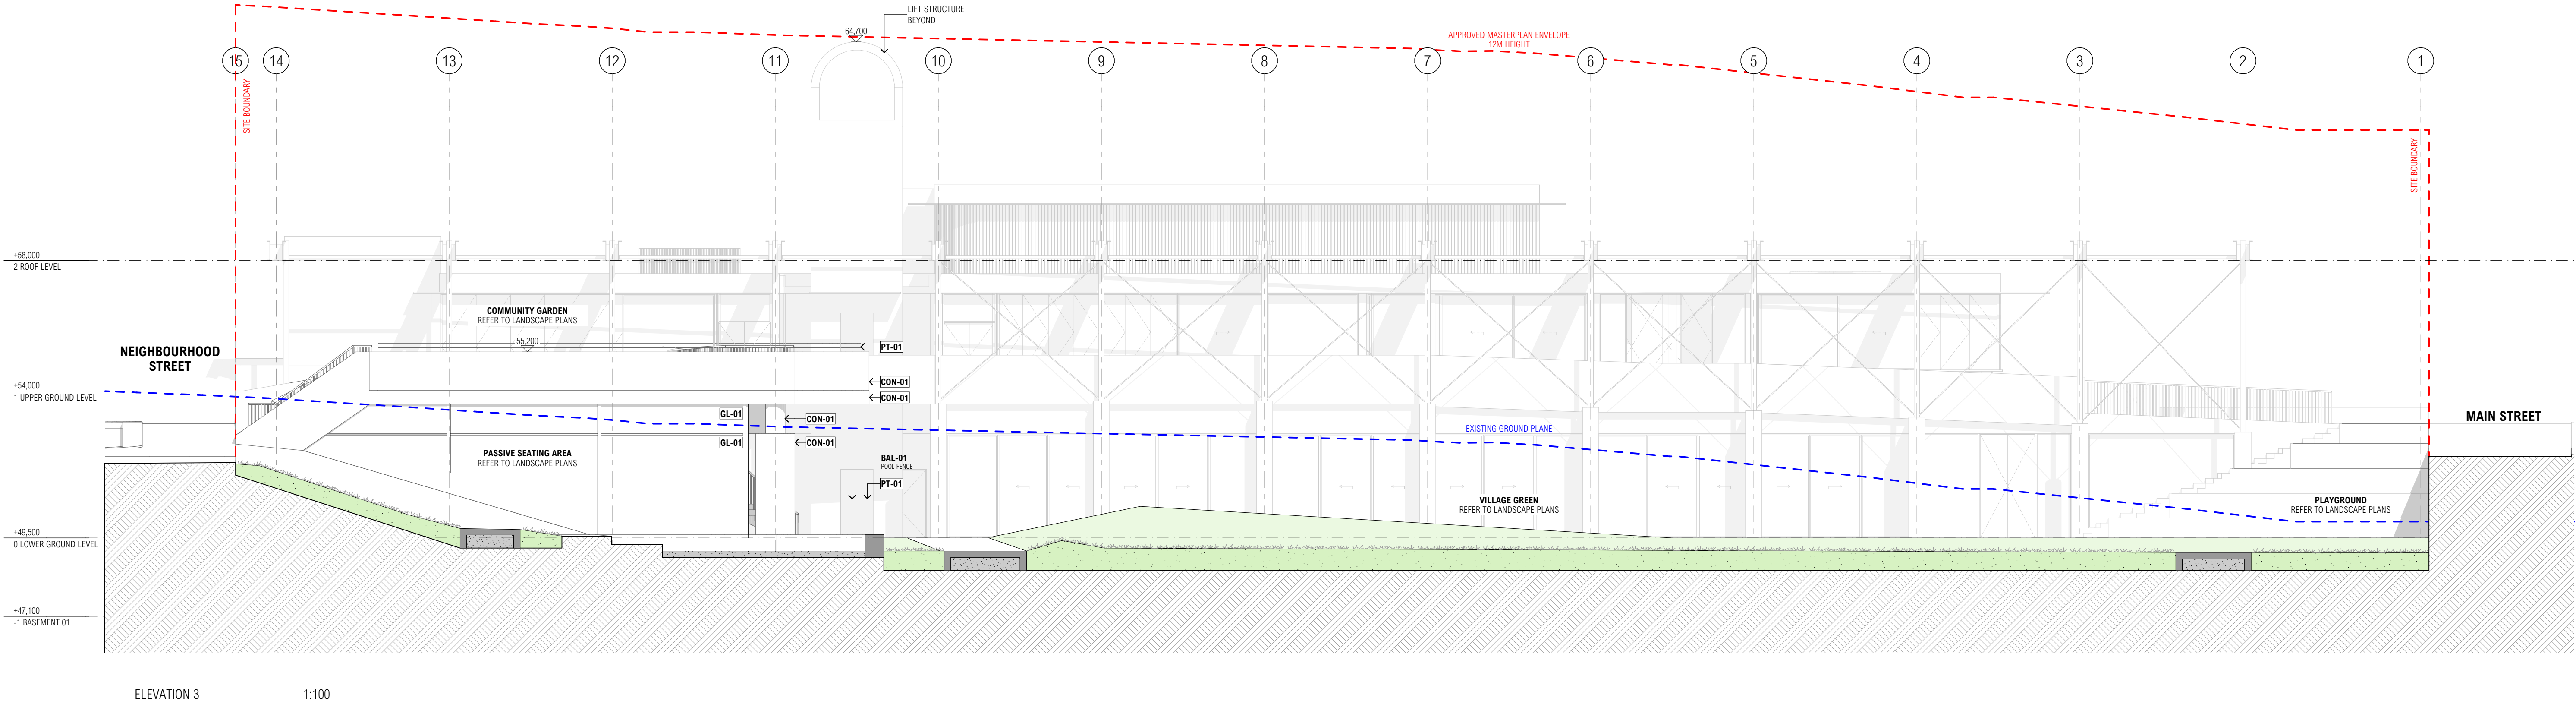 LIFT STRUCTURE
BEYOND
64,700
APPROVED MASTERPLAN ENVELOPE
12M HEIGHT
15
14
13
12
11
10
9
8
7
6
5
4
3
2
1
SITE BOUNDARY
SITE BOUNDARY
+58,000
2 ROOF LEVEL
COMMUNITY GARDEN
REFER TO LANDSCAPE PLANS
55,200
PT-01
NEIGHBOURHOOD
STREET
CON-01
+54,000
1 UPPER GROUND LEVEL
CON-01
GL-01
CON-01
MAIN STREET
EXISTING GROUND PLANE
GL-01
CON-01
PASSIVE SEATING AREA
REFER TO LANDSCAPE PLANS
BAL-01
POOL FENCE
PT-01
VILLAGE GREEN
REFER TO LANDSCAPE PLANS
PLAYGROUND
REFER TO LANDSCAPE PLANS
+49,500
0 LOWER GROUND LEVEL
+47,100
-1 BASEMENT 01
ELEVATION 3 1:100